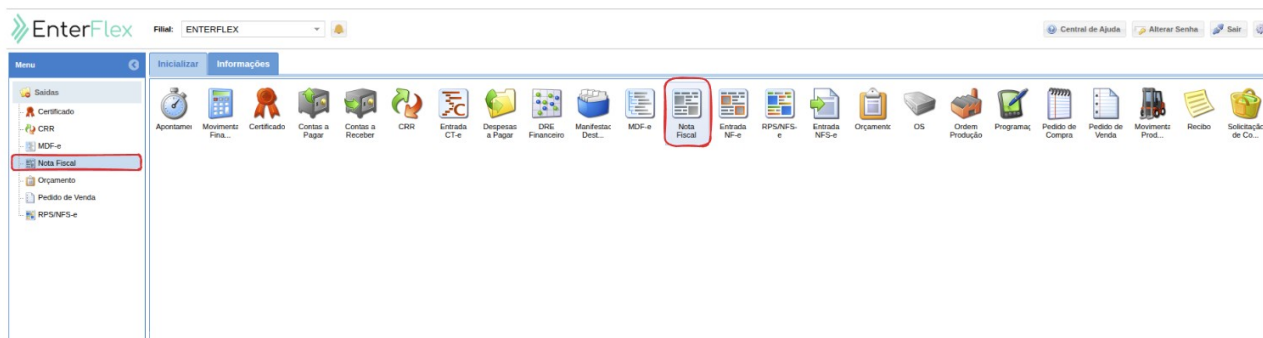 EnterFlex Filial: ENTERFLEX Central de Ajuda Alterar Senha Sair
Menu Inicializar Informações
Saídas
Certificado
CRR
MDF-e
Nota Fiscal
Orçamento
Pedido de Venda
RPS/NFS-e
Apontamen
Movimenta
Fina...
Certificado
Contas a
Pagar
Contas a
Receber
CRR
Entrada
CT-e
Despesas
a Pagar
DRE
Financeiro
Manifestac
Dest...
MDF-e
Nota
Fiscal
Entrada
NF-e
RPS/NFS-
e
Entrada
NFS-e
Orçamento
OS
Ordem
Produção
Programaç
Pedido de
Compra
Pedido de
Venda
Movimenta
Prod...
Recibo
Solicitação
de Co...